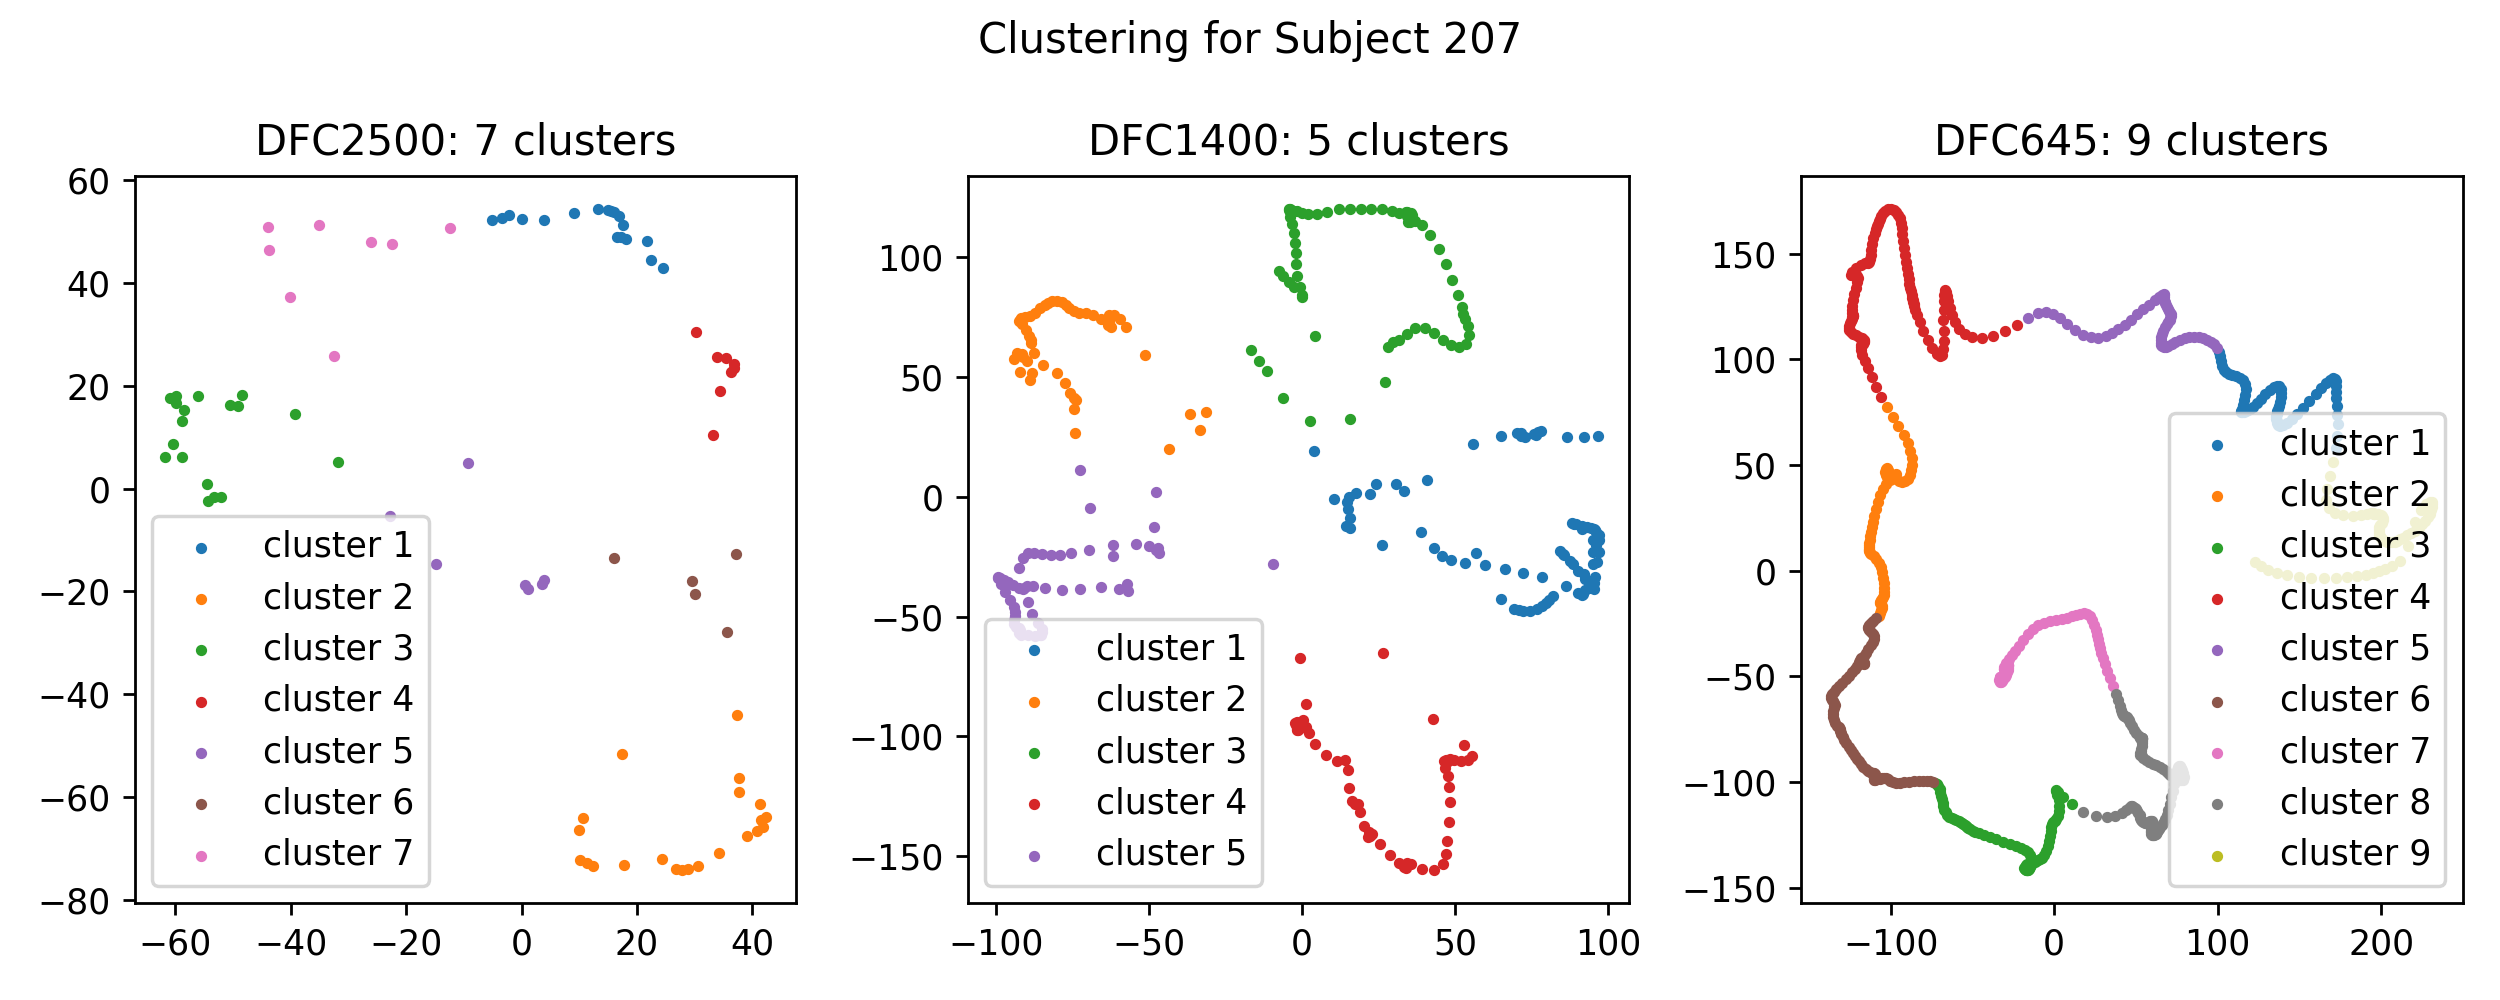 Clustering for Subject 207
DFC2500: 7 clusters
60
40
20
0
−20
−40
−60
−80
−60
−40
−20
0
20
40
cluster 1
cluster 2
cluster 3
cluster 4
cluster 5
cluster 6
cluster 7
DFC1400: 5 clusters
100
50
0
−50
−100
−150
−100
−50
0
50
100
cluster 1
cluster 2
cluster 3
cluster 4
cluster 5
DFC645: 9 clusters
150
100
50
0
−50
−100
−150
−100
0
100
200
cluster 1
cluster 2
cluster 3
cluster 4
cluster 5
cluster 6
cluster 7
cluster 8
cluster 9